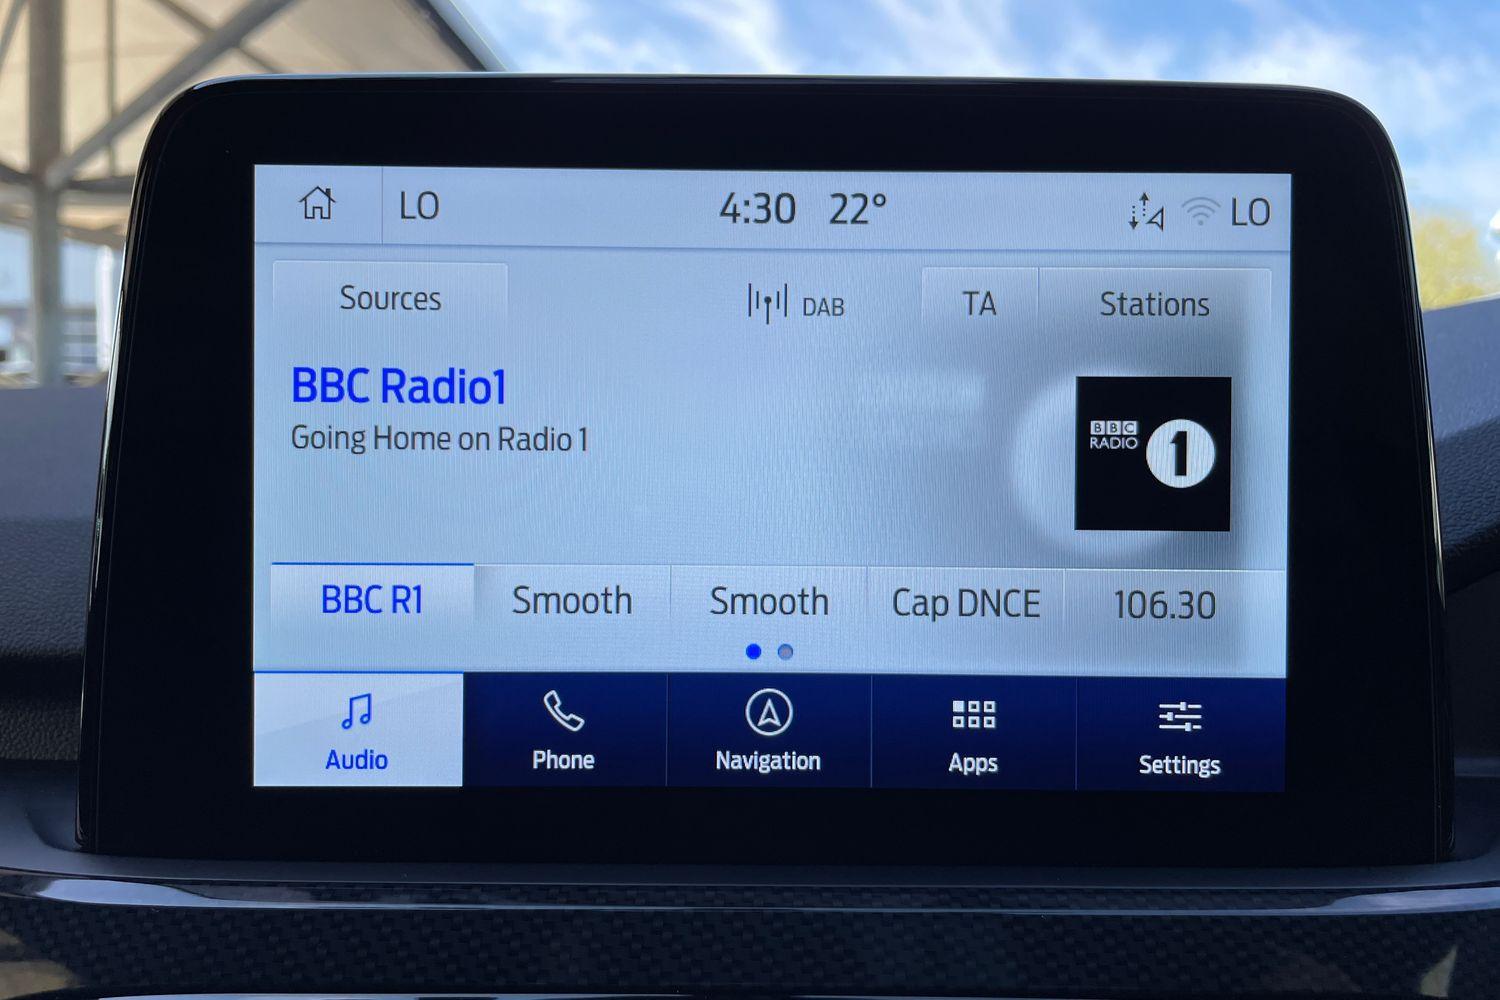 LO 4:30 22° LO
Sources DAB TA Stations
BBC Radio1
Going Home on Radio 1
BBC
RADIO 1
BBC R1 Smooth Smooth Cap DNCE 106.30
Audio Phone Navigation Apps Settings